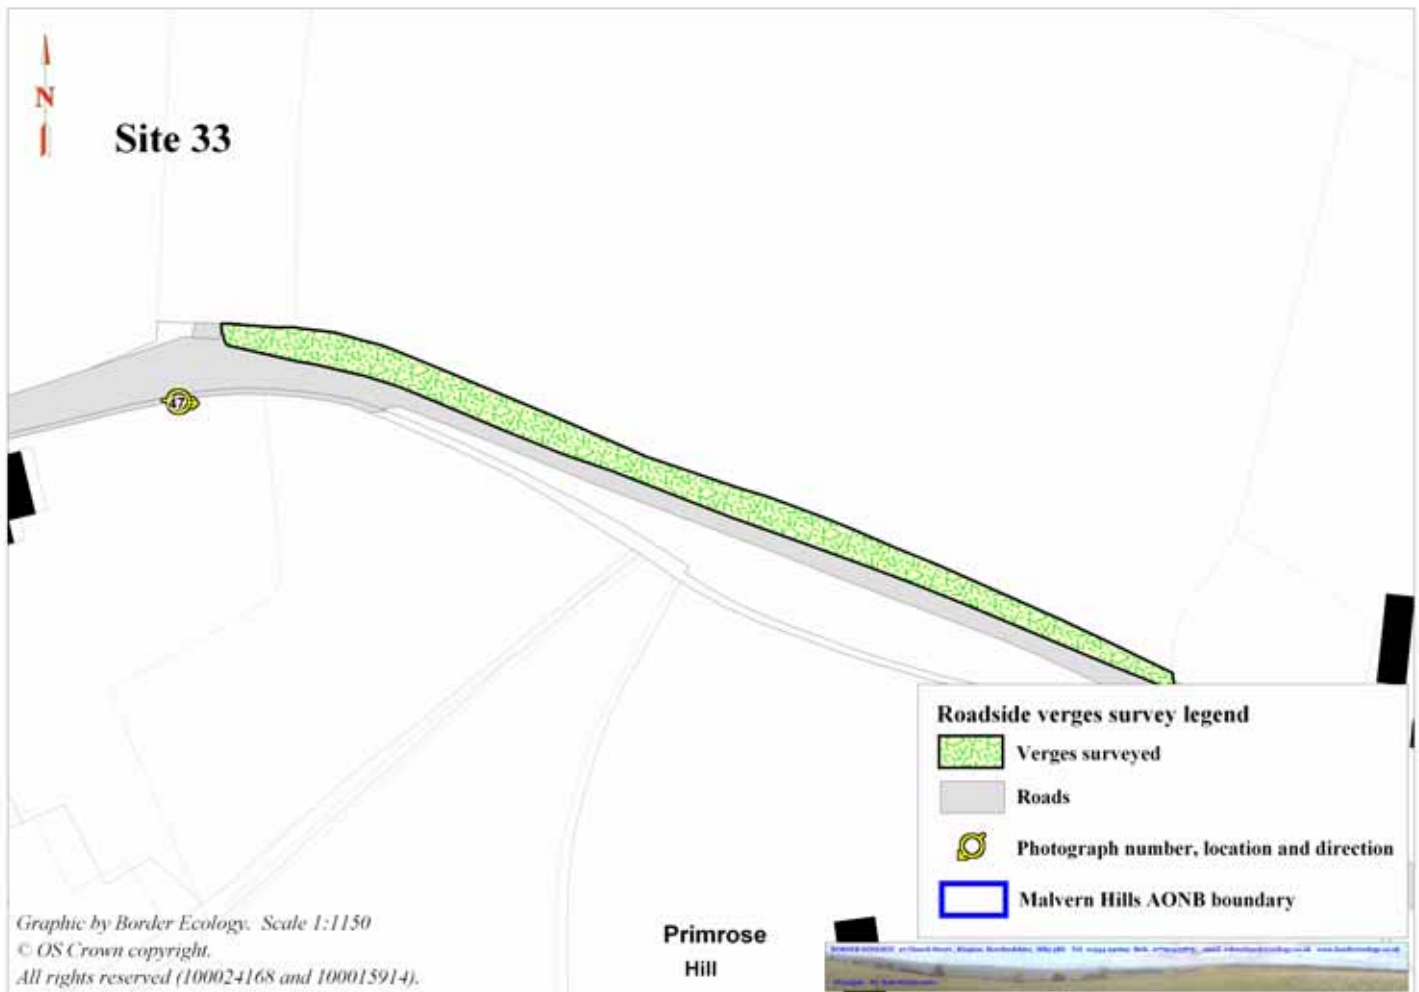 N
Site 33
47
Roadside verges survey legend
Verges surveyed
Roads
Photograph number, location and direction
Malvern Hills AONB boundary
Graphic by Border Ecology. Scale 1:1150
© OS Crown copyright.
All rights reserved (100024168 and 100015914).
Primrose
Hill